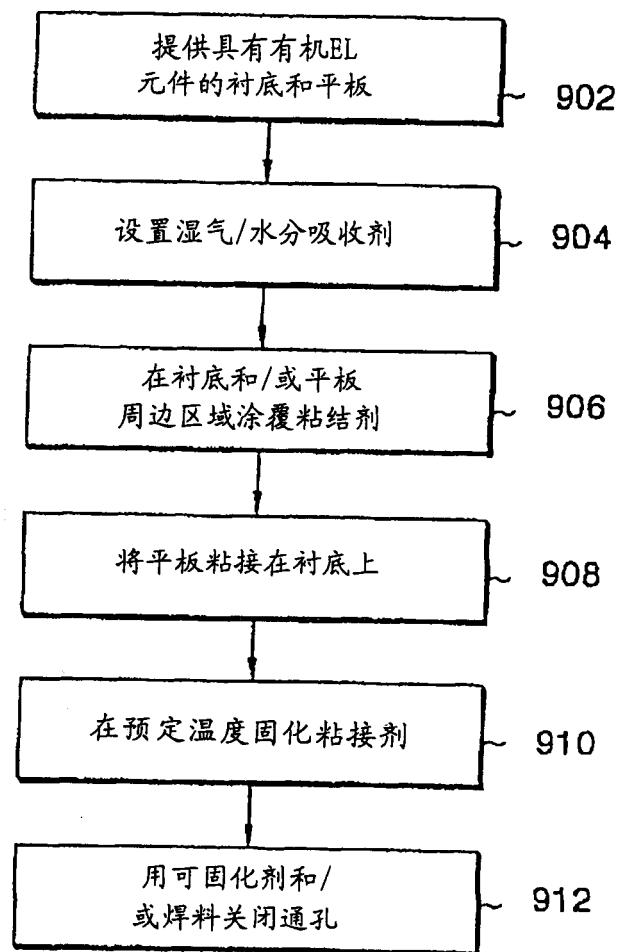 提供具有有机EL
元件的衬底和平板
902
设置湿气/水分吸收剂
904
在衬底和/或平板
周边区域涂覆粘结剂
906
将平板粘接在衬底上
908
在预定温度固化粘接剂
910
用可固化剂和/
或焊料关闭通孔
912